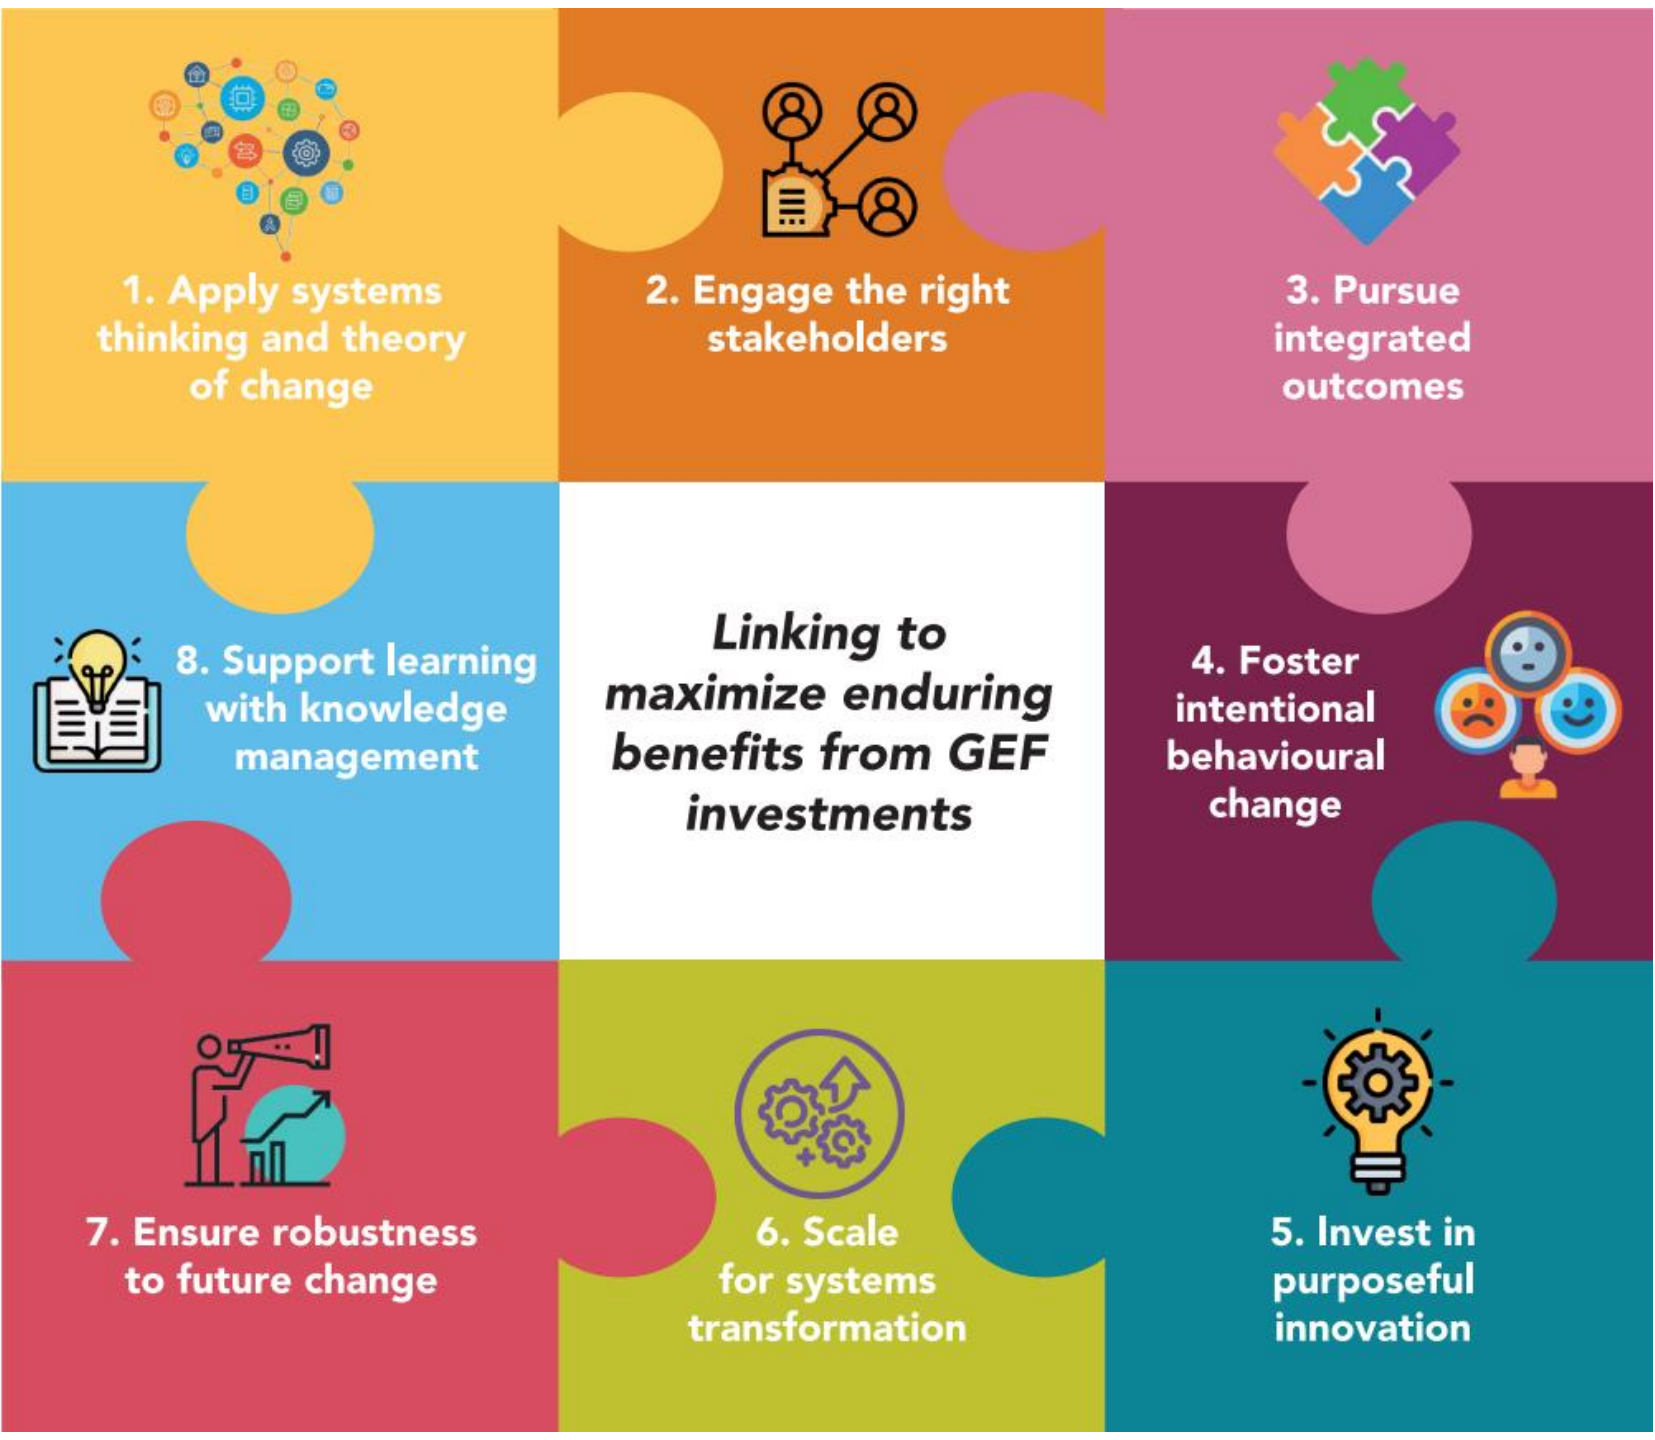 1. Apply systems
thinking and theory
of change
2. Engage the right
stakeholders
3. Pursue
integrated
outcomes
8. Support learning
with knowledge
management
Linking to
maximize enduring
benefits from GEF
investments
4. Foster
intentional
behavioural
change
7. Ensure robustness
to future change
6. Scale
for systems
transformation
5. Invest in
purposeful
innovation